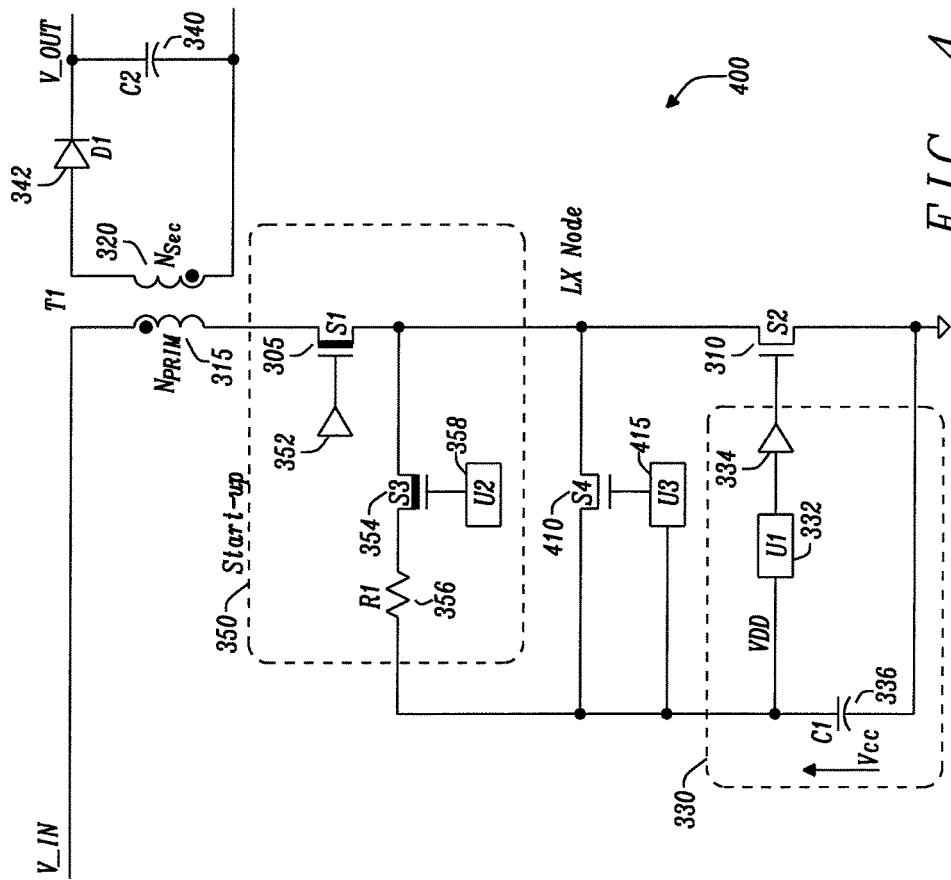 V_IN
T1
NPRIM
315
320
NSec
342
D1
V_OUT
C2
340
350
Start-up
352
305
S1
354
S3
R1
356
358
U2
LX Node
400
410
S4
415
U3
310
S2
330
VDD
U1
332
334
C1
336
Vcc
FIG. 4